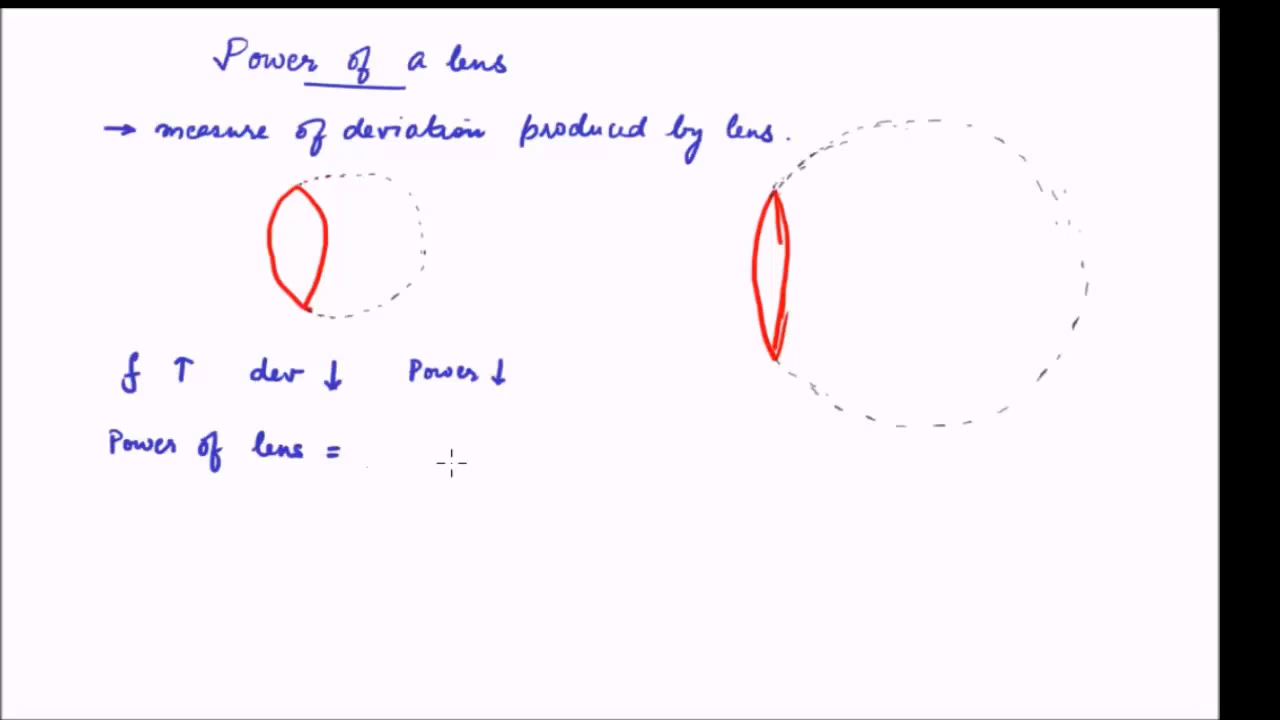 Power of a lens
→ measure of deviation produced by lens.
f ↑ dev ↓ Power ↓
Power of lens =